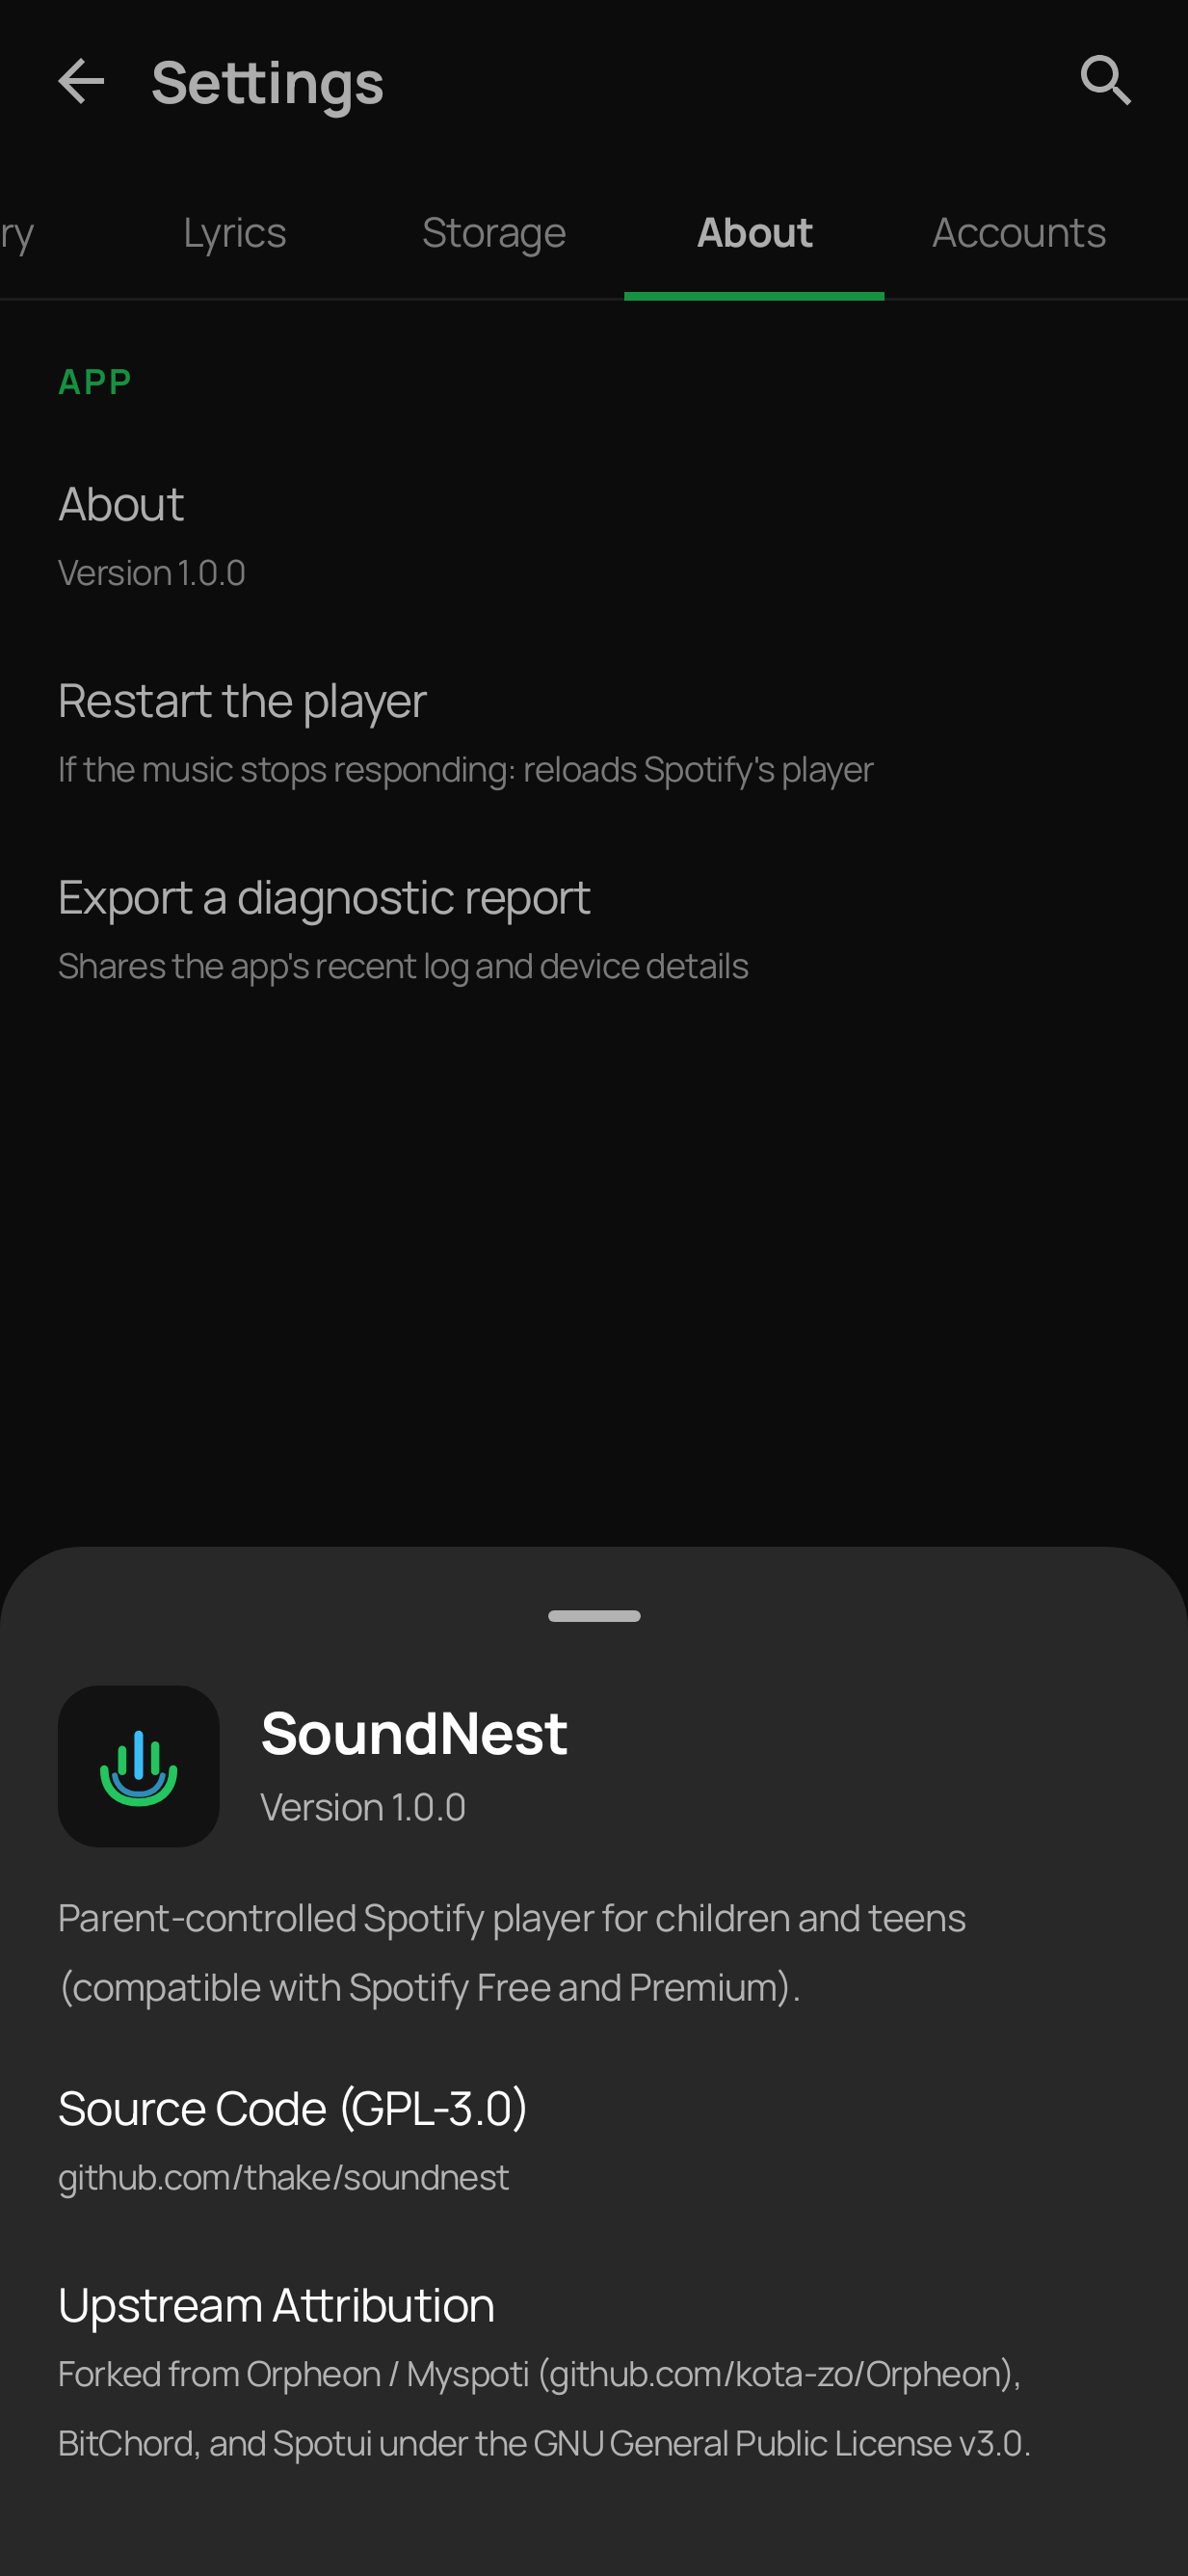 Settings
ry Lyrics Storage About Accounts
APP
About
Version 1.0.0
Restart the player
If the music stops responding: reloads Spotify's player
Export a diagnostic report
Shares the app's recent log and device details
SoundNest
Version 1.0.0
Parent-controlled Spotify player for children and teens
(compatible with Spotify Free and Premium).
Source Code (GPL-3.0)
github.com/thake/soundnest
Upstream Attribution
Forked from Orpheon / Myspoti (github.com/kota-zo/Orpheon),
BitChord, and Spotui under the GNU General Public License v3.0.